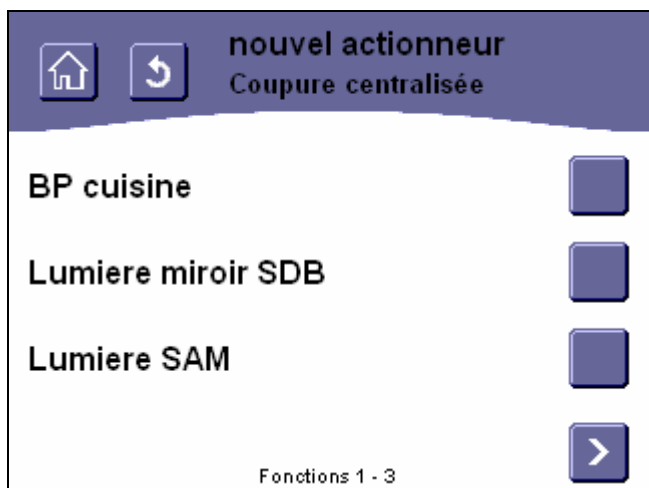 nouvel actionneur
Coupure centralisée
BP cuisine
Lumiere miroir SDB
Lumiere SAM
Fonctions 1 - 3